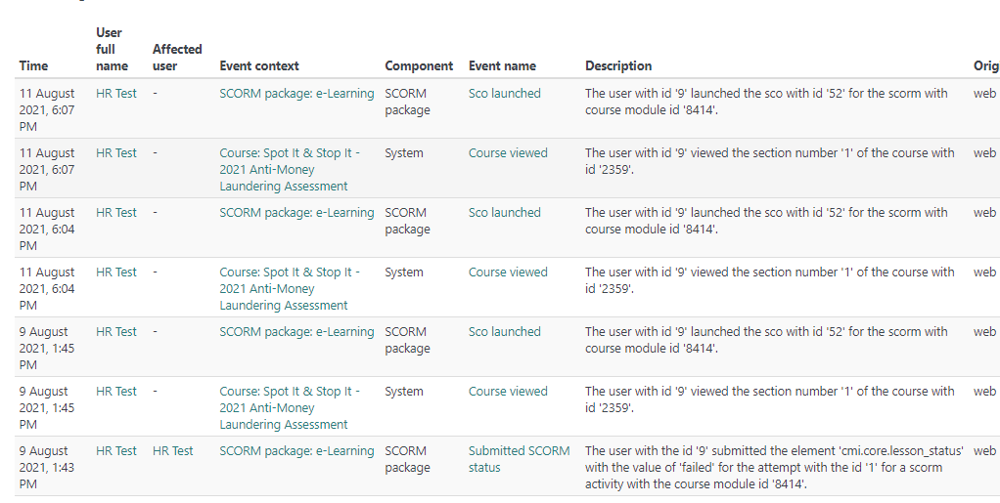 User
full
name
Affected
user
Time
Event context
Component
Event name
Description
Orig
11 August
2021, 6:07
PM
HR Test
-
SCORM package: e-Learning
SCORM
package
Sco launched
The user with id '9' launched the sco with id '52' for the scorm with
course module id '8414'.
web
11 August
2021, 6:07
PM
HR Test
-
Course: Spot It & Stop It -
2021 Anti-Money
Laundering Assessment
System
Course viewed
The user with id '9' viewed the section number '1' of the course with
id '2359'.
web
11 August
2021, 6:04
PM
HR Test
-
SCORM package: e-Learning
SCORM
package
Sco launched
The user with id '9' launched the sco with id '52' for the scorm with
course module id '8414'.
web
11 August
2021, 6:04
PM
HR Test
-
Course: Spot It & Stop It -
2021 Anti-Money
Laundering Assessment
System
Course viewed
The user with id '9' viewed the section number '1' of the course with
id '2359'.
web
9 August
2021, 1:45
PM
HR Test
-
SCORM package: e-Learning
SCORM
package
Sco launched
The user with id '9' launched the sco with id '52' for the scorm with
course module id '8414'.
web
9 August
2021, 1:45
PM
HR Test
-
Course: Spot It & Stop It -
2021 Anti-Money
Laundering Assessment
System
Course viewed
The user with id '9' viewed the section number '1' of the course with
id '2359'.
web
9 August
2021, 1:43
PM
HR Test
HR Test
SCORM package: e-Learning
SCORM
package
Submitted SCORM
status
The user with the id '9' submitted the element 'cmi.core.lesson_status'
with the value of 'failed' for the attempt with the id '1' for a scorm
activity with the course module id '8414'.
web